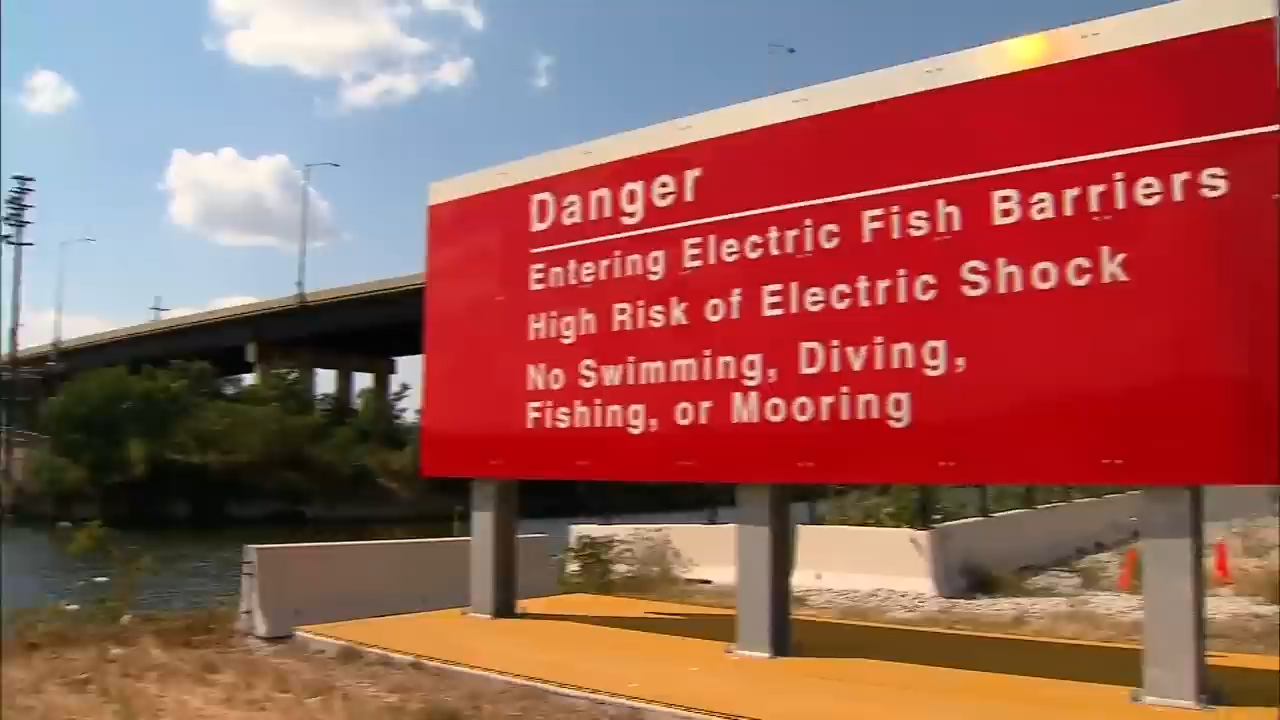 Danger
Entering Electric Fish Barriers
High Risk of Electric Shock
No Swimming, Diving,
Fishing, or Mooring